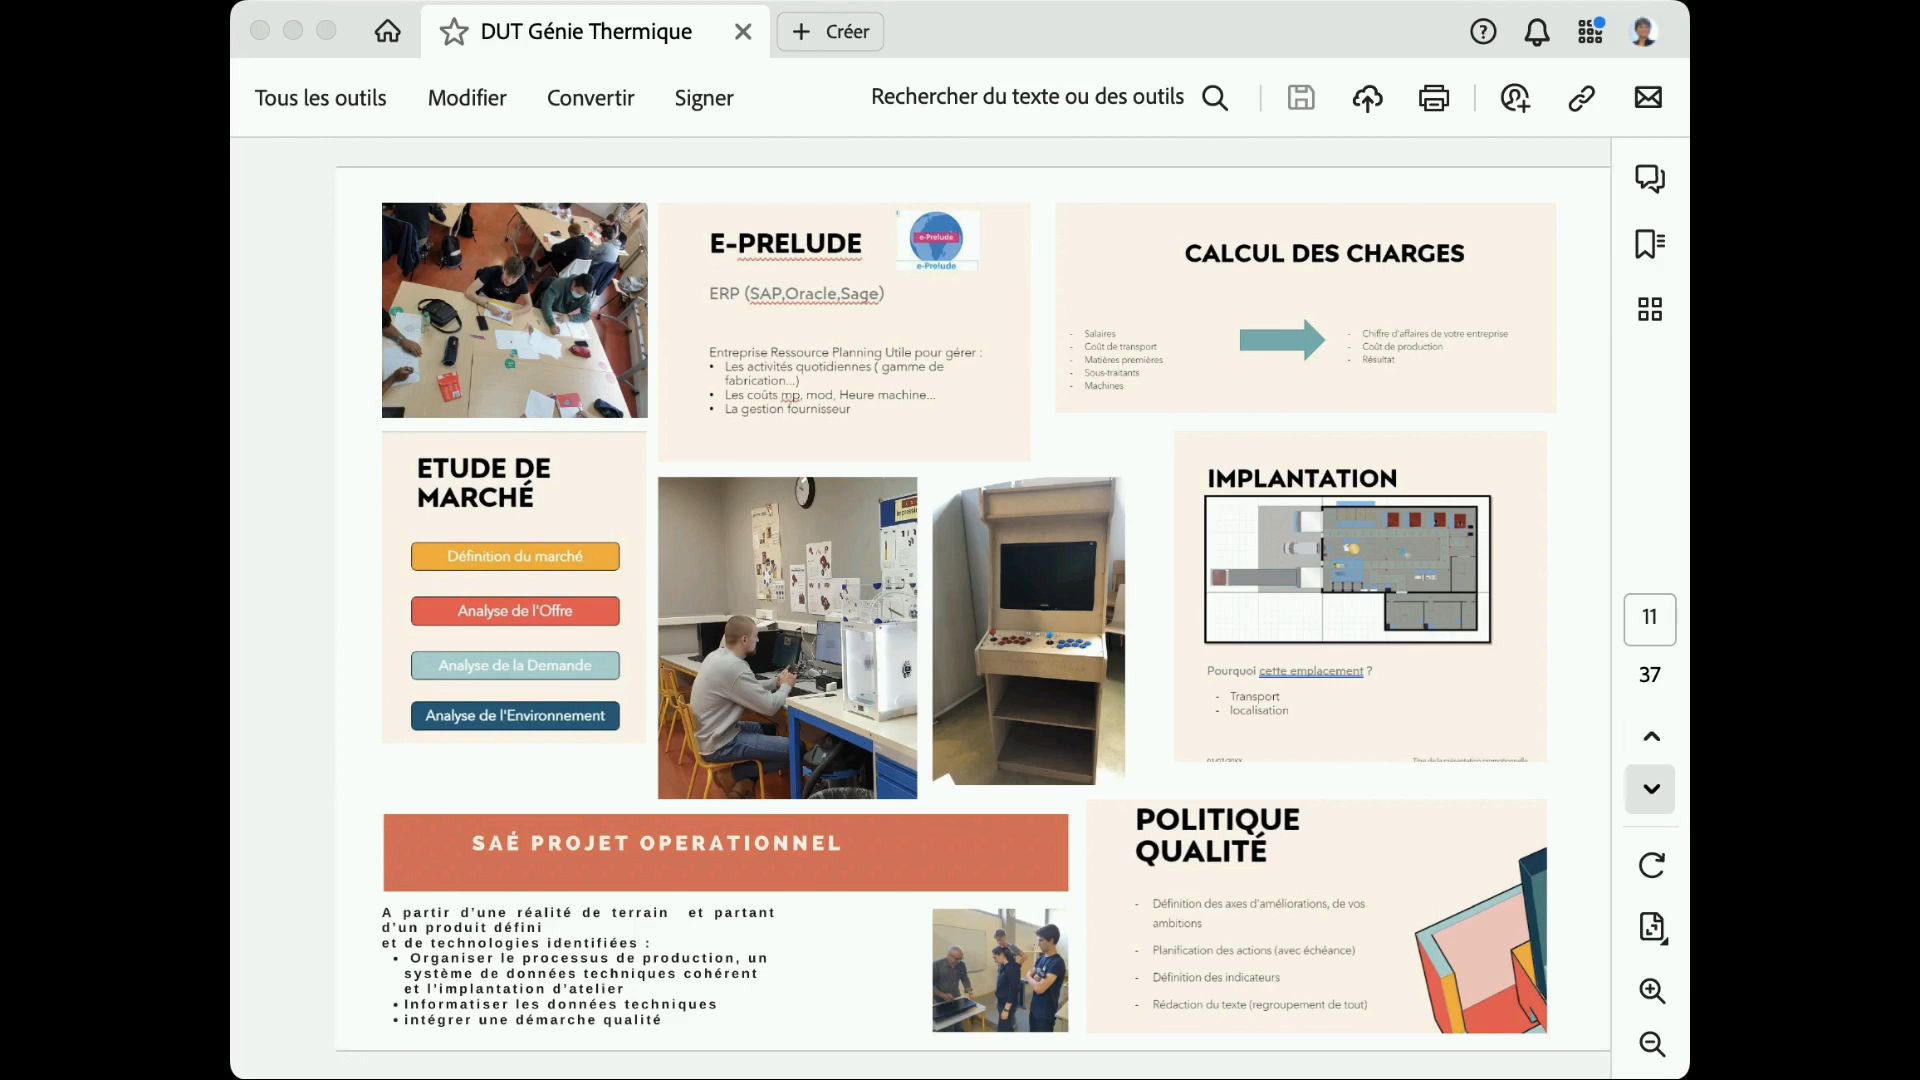 DUT Génie Thermique
Créer
Tous les outils
Modifier
Convertir
Signer
Rechercher du texte ou des outils
E-PRELUDE
e-Prelude
e-Prelude
ERP (SAP,Oracle,Sage)
Entreprise Ressource Planning Utile pour gérer :
• Les activités quotidiennes ( gamme de
fabrication...)
• Les coûts mp, mod, Heure machine...
• La gestion fournisseur
CALCUL DES CHARGES
- Salaires
- Coût de transport
- Matières premières
- Sous-traitants
- Machines
- Chiffre d'affaires de votre entreprise
- Coût de production
- Résultat
ETUDE DE
MARCHÉ
Définition du marché
Analyse de l'Offre
Analyse de la Demande
Analyse de l'Environnement
IMPLANTATION
Pourquoi cette emplacement ?
- Transport
- localisation
11
37
SAÉ PROJET OPERATIONNEL
A partir d'une réalité de terrain et partant
d'un produit défini
et de technologies identifiées :
• Organiser le processus de production, un
système de données techniques cohérent
et l'implantation d'atelier
• Informatiser les données techniques
• intégrer une démarche qualité
POLITIQUE
QUALITÉ
- Définition des axes d'améliorations, de vos
ambitions
- Planification des actions (avec échéance)
- Définition des indicateurs
- Rédaction du texte (regroupement de tout)